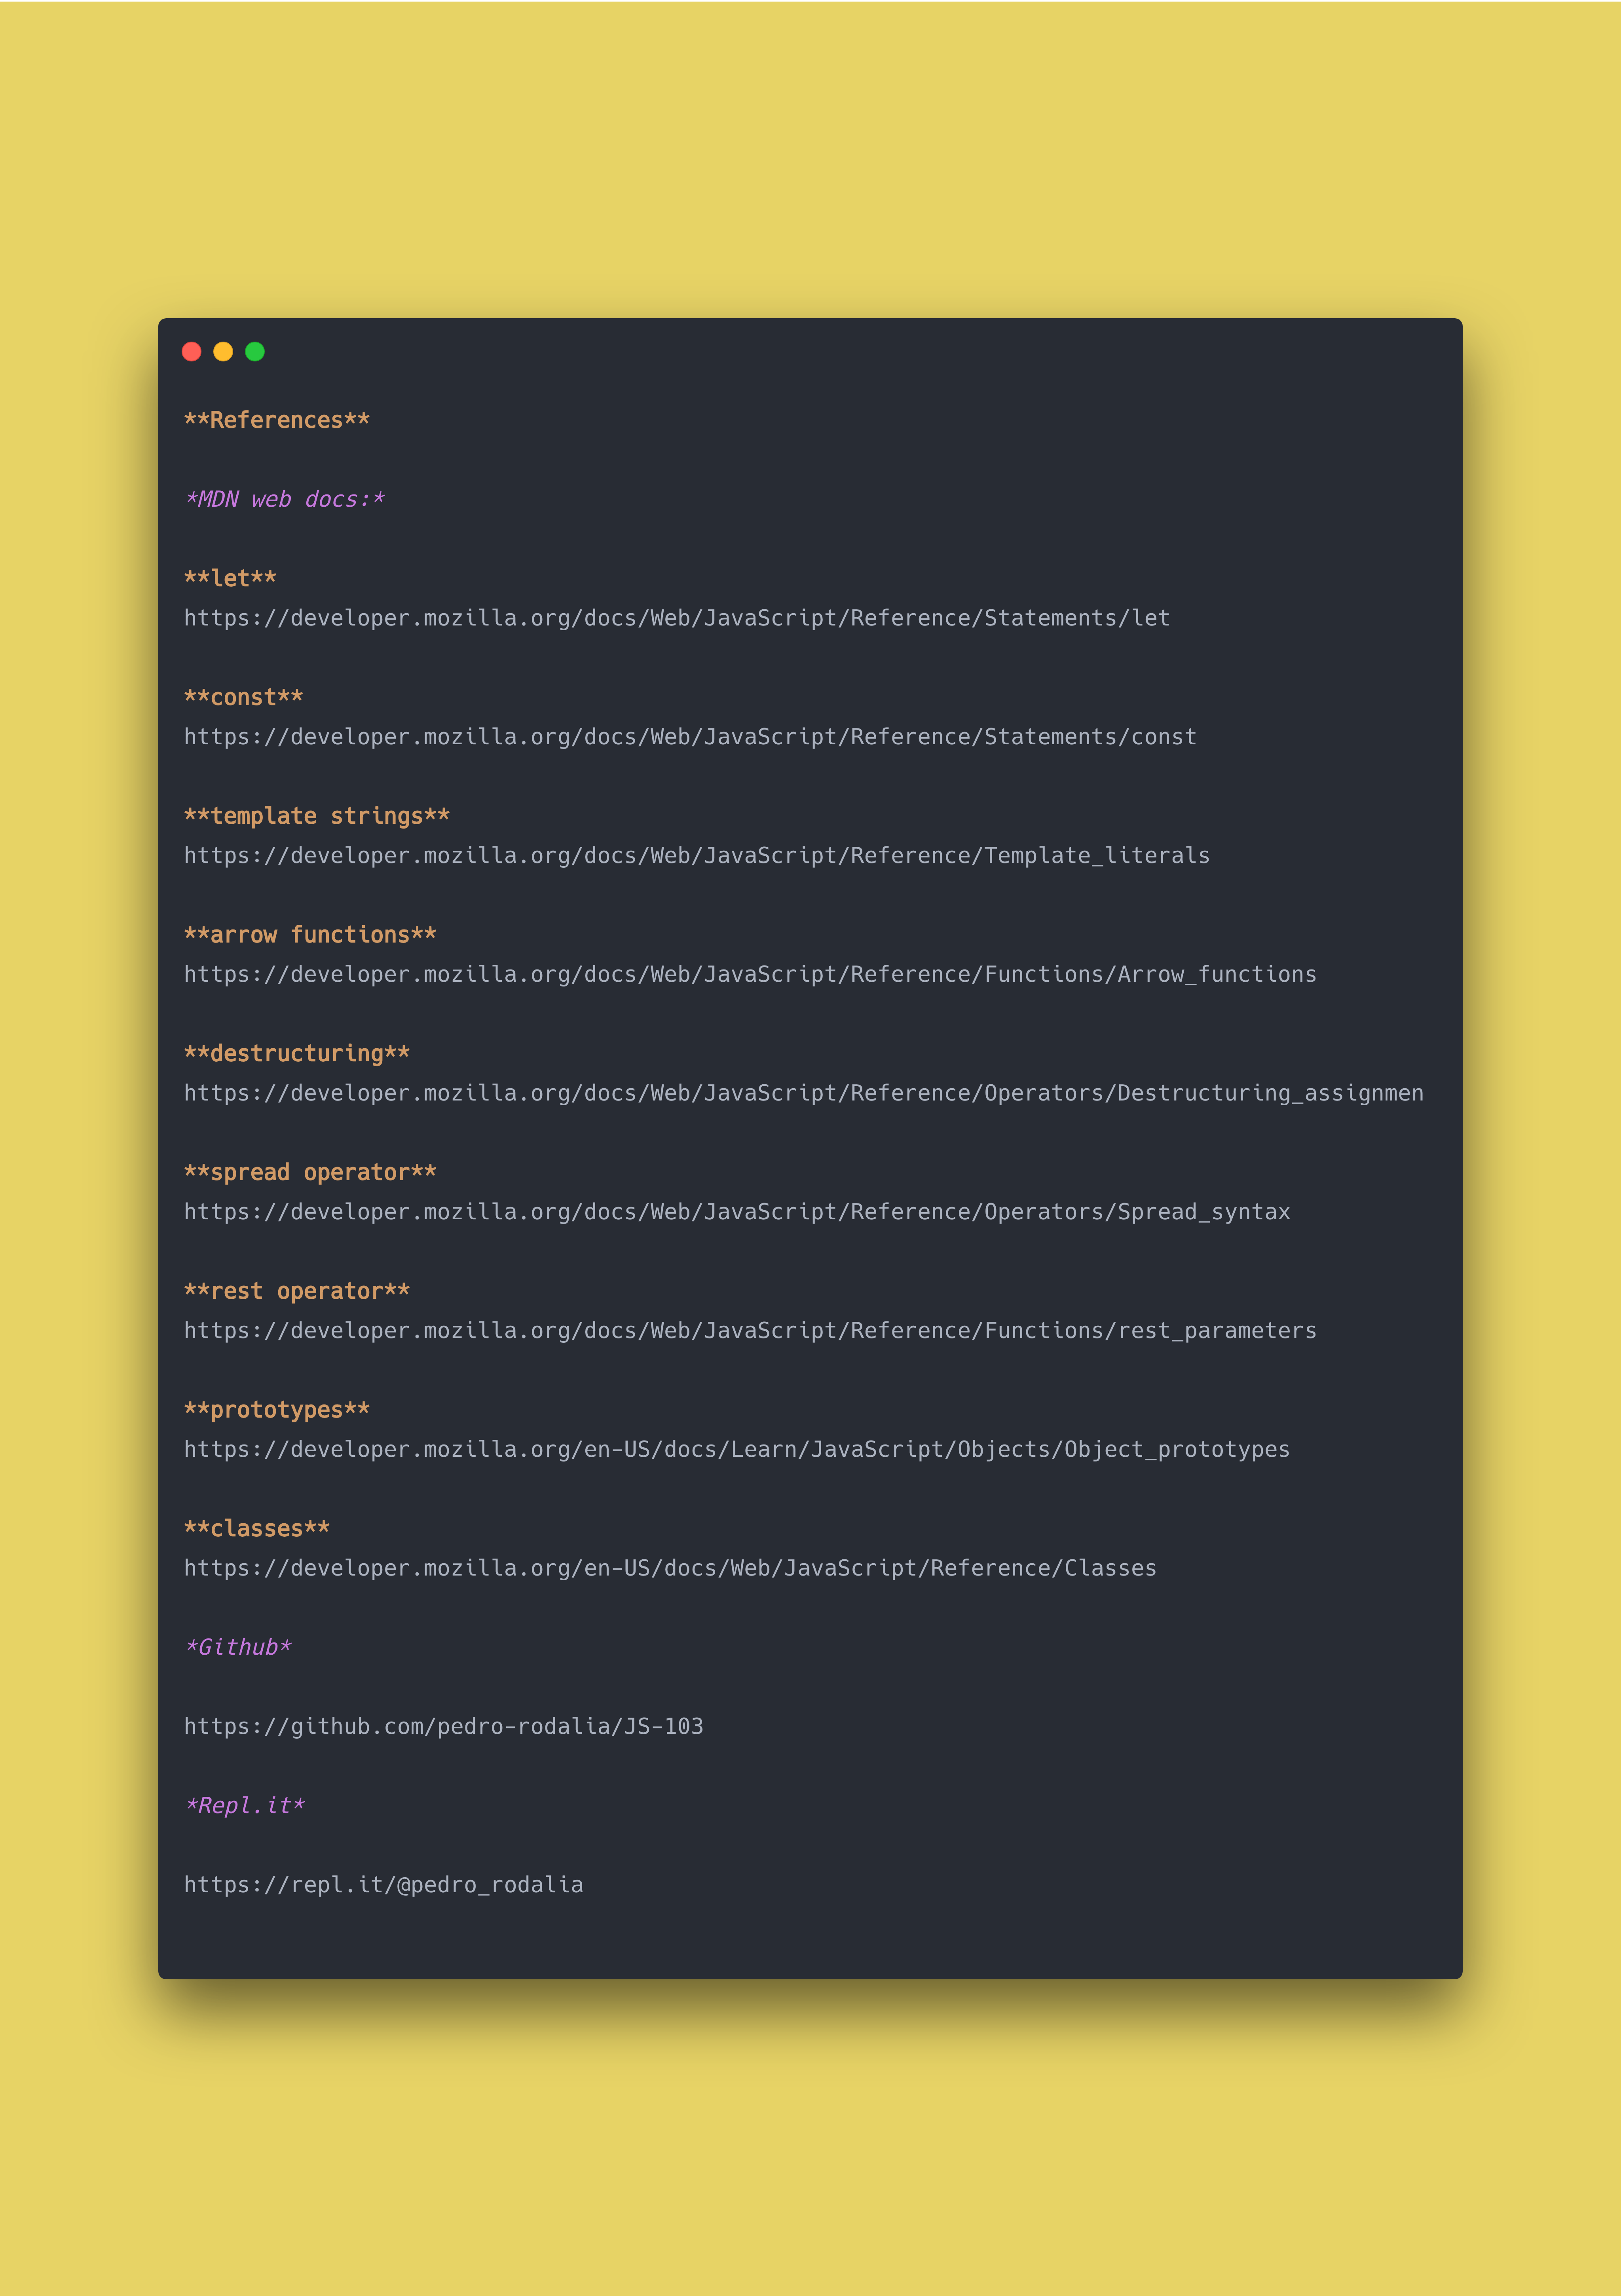 **References**
*MDN web docs:*
**let**
https://developer.mozilla.org/docs/Web/JavaScript/Reference/Statements/let
**const**
https://developer.mozilla.org/docs/Web/JavaScript/Reference/Statements/const
**template strings**
https://developer.mozilla.org/docs/Web/JavaScript/Reference/Template_literals
**arrow functions**
https://developer.mozilla.org/docs/Web/JavaScript/Reference/Functions/Arrow_functions
**destructuring**
https://developer.mozilla.org/docs/Web/JavaScript/Reference/Operators/Destructuring_assignmen
**spread operator**
https://developer.mozilla.org/docs/Web/JavaScript/Reference/Operators/Spread_syntax
**rest operator**
https://developer.mozilla.org/docs/Web/JavaScript/Reference/Functions/rest_parameters
**prototypes**
https://developer.mozilla.org/en-US/docs/Learn/JavaScript/Objects/Object_prototypes
**classes**
https://developer.mozilla.org/en-US/docs/Web/JavaScript/Reference/Classes
*Github*
https://github.com/pedro-rodalia/JS-103
*Repl.it*
https://repl.it/@pedro_rodalia